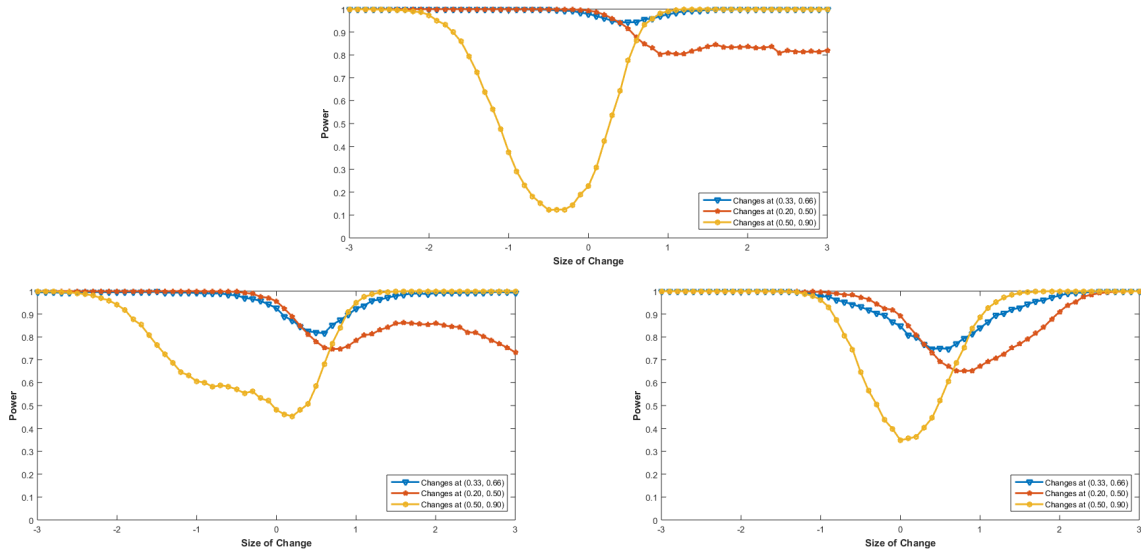 1
0.9
0.8
0.7
0.6
0.5
0.4
0.3
0.2
0.1
0
Power
-3 -2 -1 0 1 2 3
Size of Change
Changes at (0.33, 0.66)
Changes at (0.20, 0.50)
Changes at (0.50, 0.90)
1
0.9
0.8
0.7
0.6
0.5
0.4
0.3
0.2
0.1
0
Power
-3 -2 -1 0 1 2 3
Size of Change
Changes at (0.33, 0.66)
Changes at (0.20, 0.50)
Changes at (0.50, 0.90)
1
0.9
0.8
0.7
0.6
0.5
0.4
0.3
0.2
0.1
0
Power
-3 -2 -1 0 1 2 3
Size of Change
Changes at (0.33, 0.66)
Changes at (0.20, 0.50)
Changes at (0.50, 0.90)